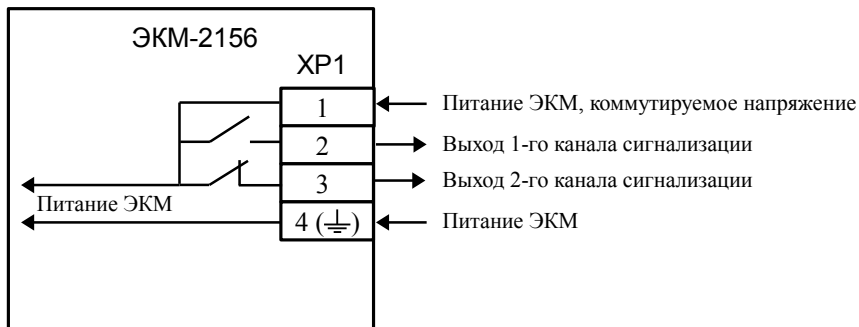 ЭКМ-2156
XP1
1 Питание ЭКМ, коммутируемое напряжение
2 Выход 1-го канала сигнализации
3 Выход 2-го канала сигнализации
Питание ЭКМ
4 (⏚) Питание ЭКМ